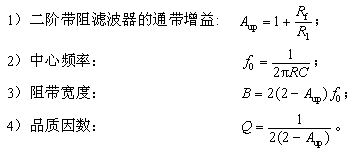 1）二阶带阻滤波器的通带增益： A_up = 1 + R_f / R_1；
2）中心频率： f_0 = 1 / (2πRC)；
3）阻带宽度： B = 2(2 − A_up) f_0；
4）品质因数： Q = 1 / (2(2 − A_up))。